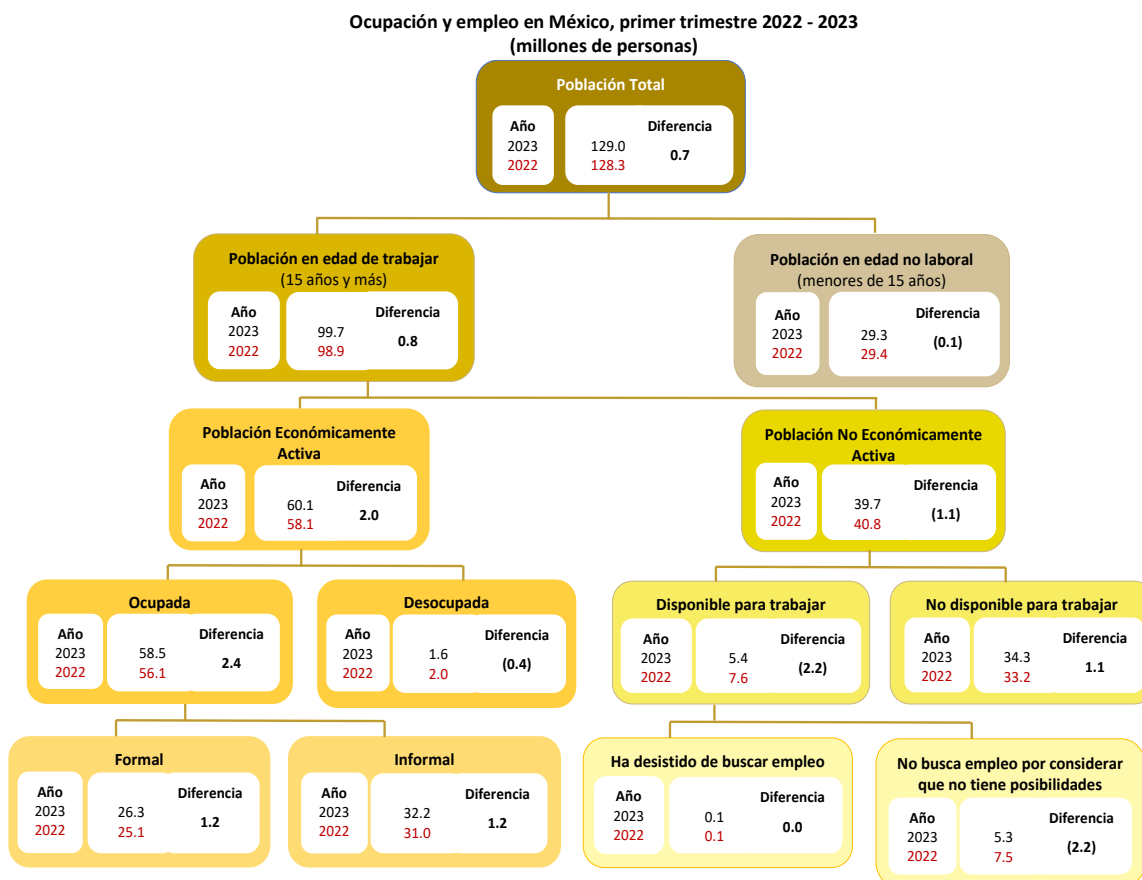 Ocupación y empleo en México, primer trimestre 2022 - 2023
(millones de personas)
Población Total
Año Diferencia
2023 129.0 0.7
2022 128.3
Población en edad de trabajar
(15 años y más)
Año Diferencia
2023 99.7 0.8
2022 98.9
Población en edad no laboral
(menores de 15 años)
Año Diferencia
2023 29.3 (0.1)
2022 29.4
Población Económicamente
Activa
Año Diferencia
2023 60.1 2.0
2022 58.1
Población No Económicamente
Activa
Año Diferencia
2023 39.7 (1.1)
2022 40.8
Ocupada
Año Diferencia
2023 58.5 2.4
2022 56.1
Desocupada
Año Diferencia
2023 1.6 (0.4)
2022 2.0
Disponible para trabajar
Año Diferencia
2023 5.4 (2.2)
2022 7.6
No disponible para trabajar
Año Diferencia
2023 34.3 1.1
2022 33.2
Formal
Año Diferencia
2023 26.3 1.2
2022 25.1
Informal
Año Diferencia
2023 32.2 1.2
2022 31.0
Ha desistido de buscar empleo
Año Diferencia
2023 0.1 0.0
2022 0.1
No busca empleo por considerar
que no tiene posibilidades
Año Diferencia
2023 5.3 (2.2)
2022 7.5